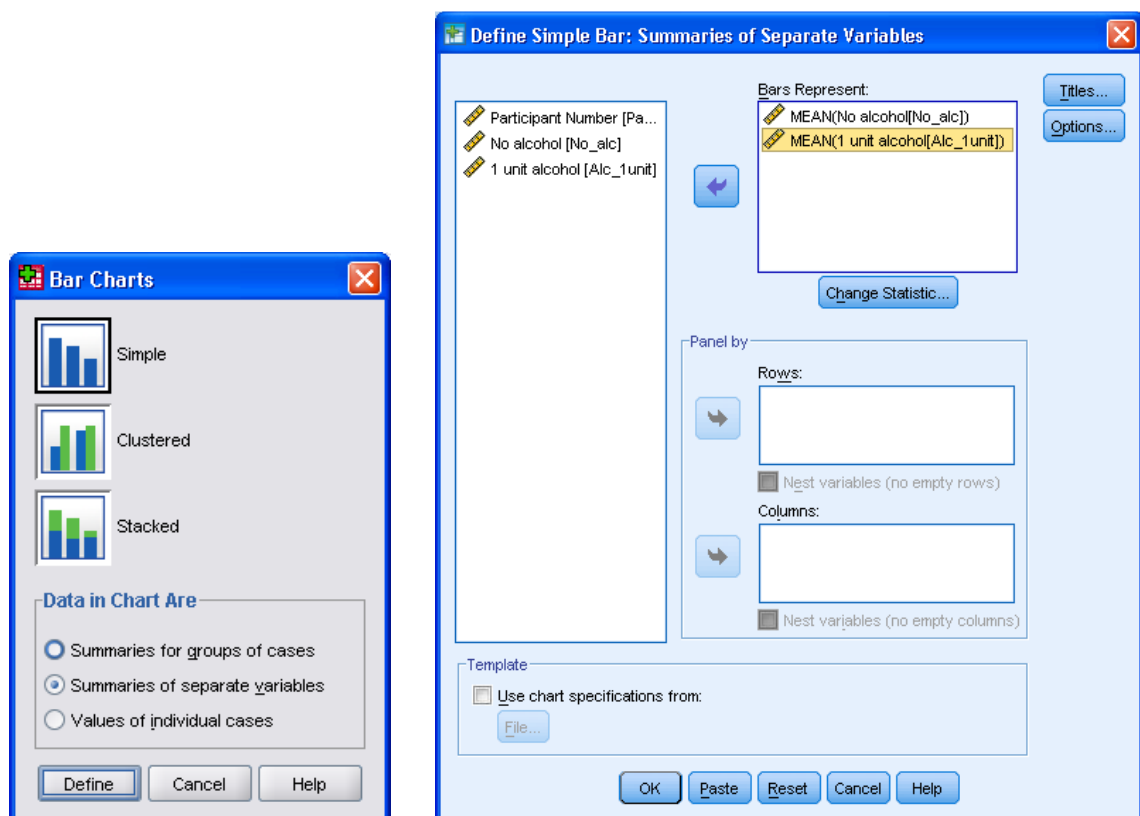 Bar Charts
Simple
Clustered
Stacked
Data in Chart Are
Summaries for groups of cases
Summaries of separate variables
Values of individual cases
Define Cancel Help
Define Simple Bar: Summaries of Separate Variables
Participant Number [Pa...
No alcohol [No_alc]
1 unit alcohol [Alc_1unit]
Bars Represent:
MEAN(No alcohol[No_alc])
MEAN(1 unit alcohol[Alc_1unit])
Change Statistic...
Titles...
Options...
Panel by
Rows:
Nest variables (no empty rows)
Columns:
Nest variables (no empty columns)
Template
Use chart specifications from:
File...
OK Paste Reset Cancel Help